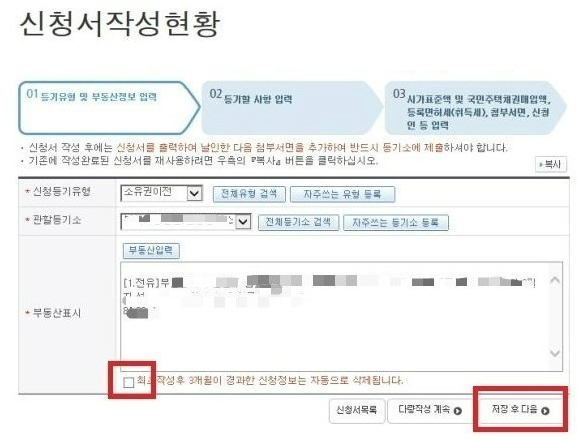 신청서작성현황
01 등기유형 및 부동산정보 입력
02 등기할 사항 입력
03 시가표준액 및 국민주택채권매입액,
등록면허세(취득세), 첨부서면, 신청
인 등 입력
· 신청서 작성 후에는 신청서를 출력하여 날인한 다음 첨부서면을 추가하여 반드시 등기소에 제출하셔야 합니다.
· 기존에 작성완료된 신청서를 재사용하려면 우측의 『복사』 버튼을 클릭하십시오.
복사
* 신청등기유형 소유권이전 전체유형 검색 자주쓰는 유형 등록
* 관할등기소 전체등기소 검색 자주쓰는 등기소 등록
부동산입력
* 부동산표시
[1.전유]부
최초작성후 3개월이 경과한 신청정보는 자동으로 삭제됩니다.
신청서목록 다량작성 계속 저장 후 다음